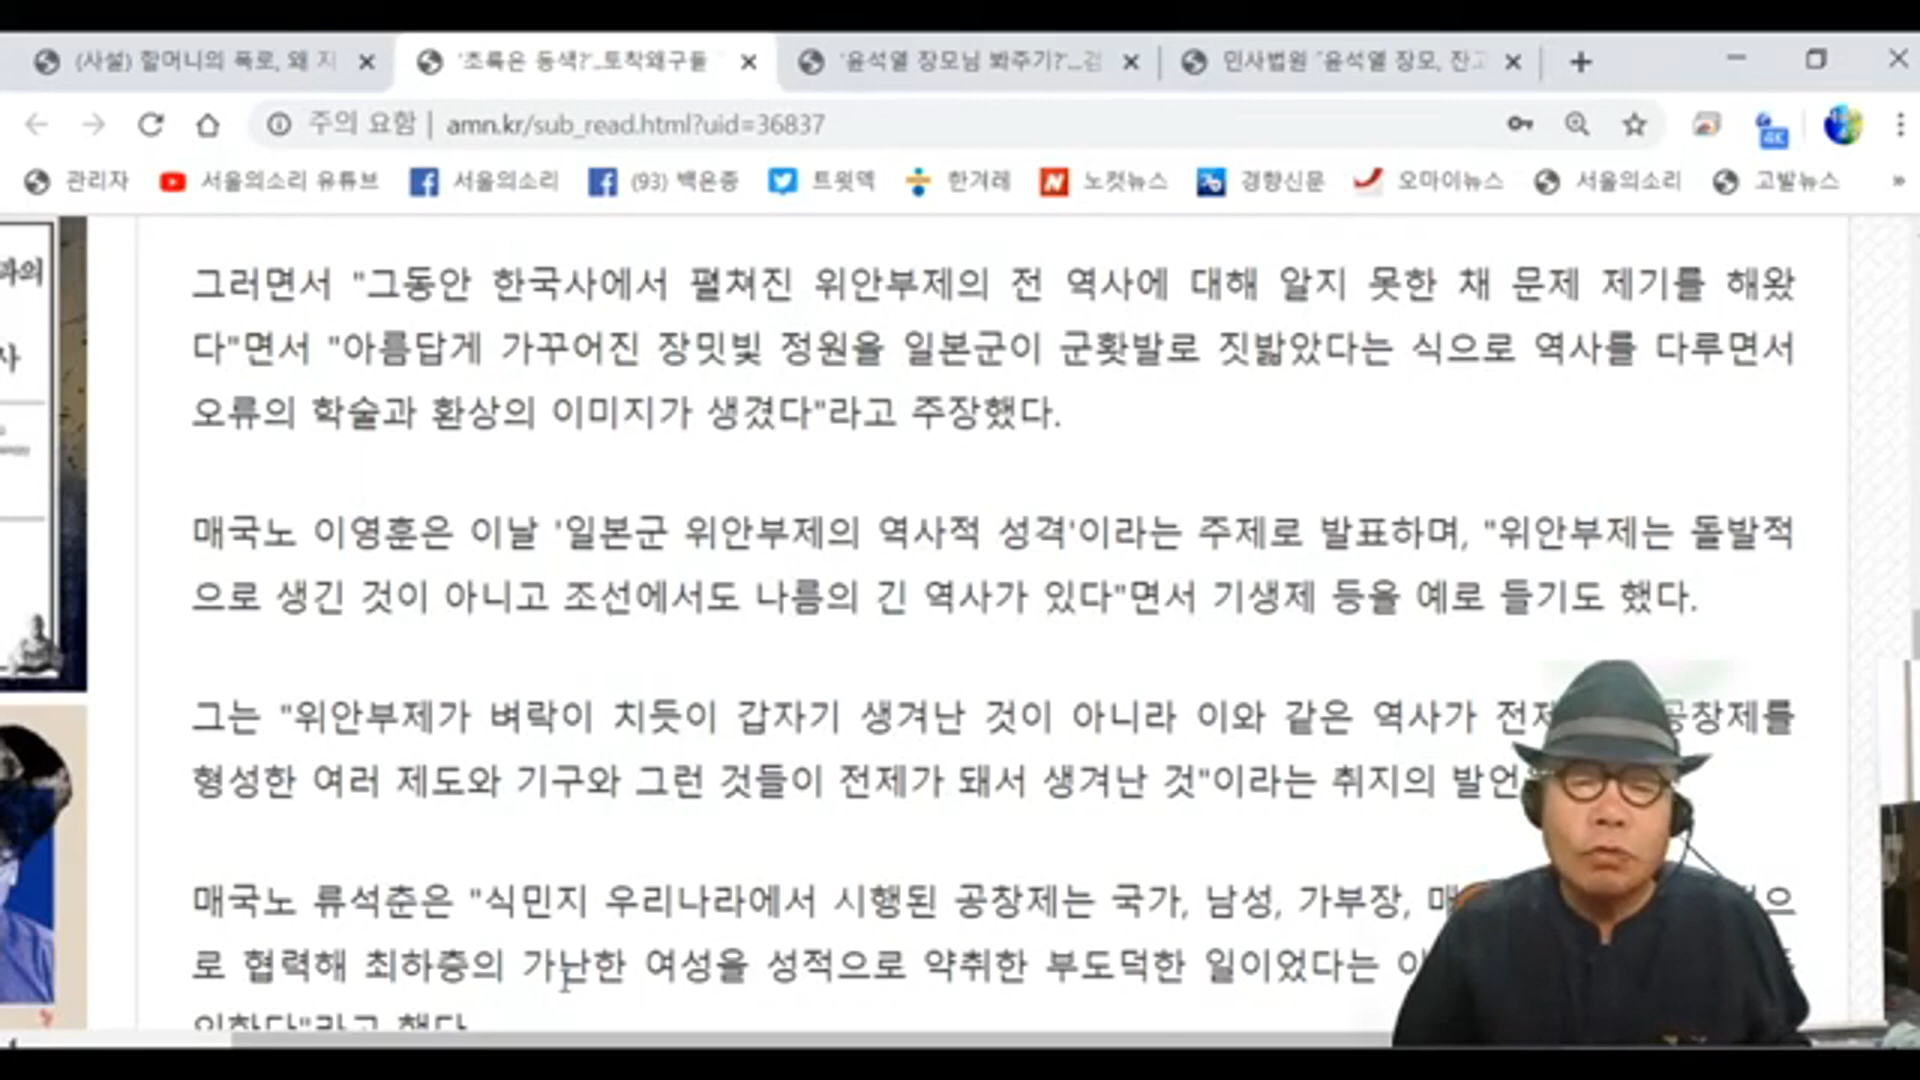 (사설) 할머니의 폭로, 왜 지
'초록은 동색?'...토착왜구들
'윤석열 장모님 봐주기?'...검
민사법원 "윤석열 장모, 잔고
주의 요함 | amn.kr/sub_read.html?uid=36837
관리자 서울의소리 유튜브 서울의소리 (93) 백은종 트윗덱 한겨레 노컷뉴스 경향신문 오마이뉴스 서울의소리 고발뉴스 »
과의
사
그러면서 "그동안 한국사에서 펼쳐진 위안부제의 전 역사에 대해 알지 못한 채 문제 제기를 해왔
다"면서 "아름답게 가꾸어진 장밋빛 정원을 일본군이 군홧발로 짓밟았다는 식으로 역사를 다루면서
오류의 학술과 환상의 이미지가 생겼다"라고 주장했다.
매국노 이영훈은 이날 '일본군 위안부제의 역사적 성격'이라는 주제로 발표하며, "위안부제는 돌발적
으로 생긴 것이 아니고 조선에서도 나름의 긴 역사가 있다"면서 기생제 등을 예로 들기도 했다.
그는 "위안부제가 벼락이 치듯이 갑자기 생겨난 것이 아니라 이와 같은 역사가 전제 공창제를
형성한 여러 제도와 기구와 그런 것들이 전제가 돼서 생겨난 것"이라는 취지의 발언
매국노 류석춘은 "식민지 우리나라에서 시행된 공창제는 국가, 남성, 가부장, 매 으
로 협력해 최하층의 가난한 여성을 성적으로 약취한 부도덕한 일이었다는
"라고 했다